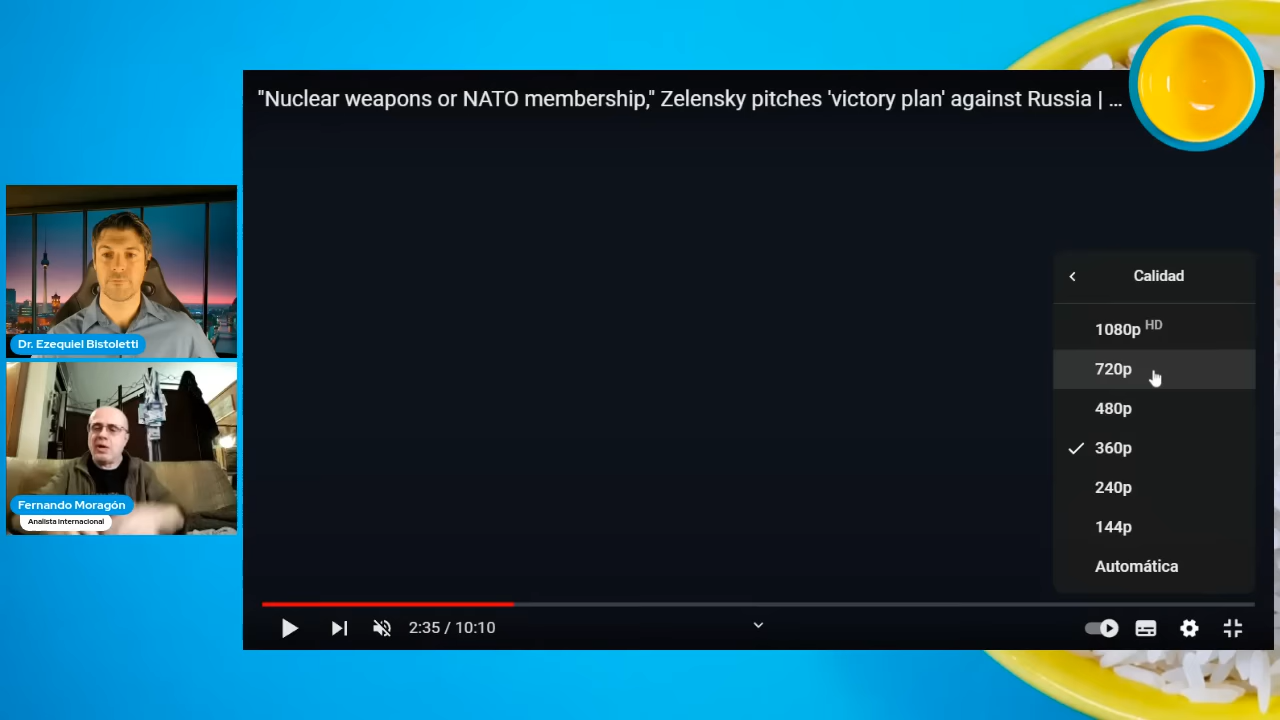 "Nuclear weapons or NATO membership," Zelensky pitches 'victory plan' against Russia | ...
Dr. Ezequiel Bistoletti
Fernando Moragón
Analista internacional
Calidad
1080p HD
720p
480p
360p
240p
144p
Automática
2:35 / 10:10